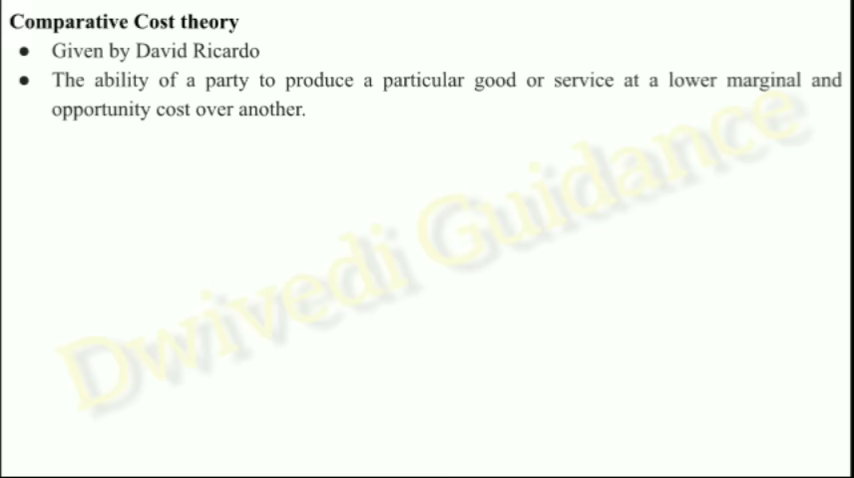 Comparative Cost theory
● Given by David Ricardo
● The ability of a party to produce a particular good or service at a lower marginal and
opportunity cost over another.
Dwivedi Guidance